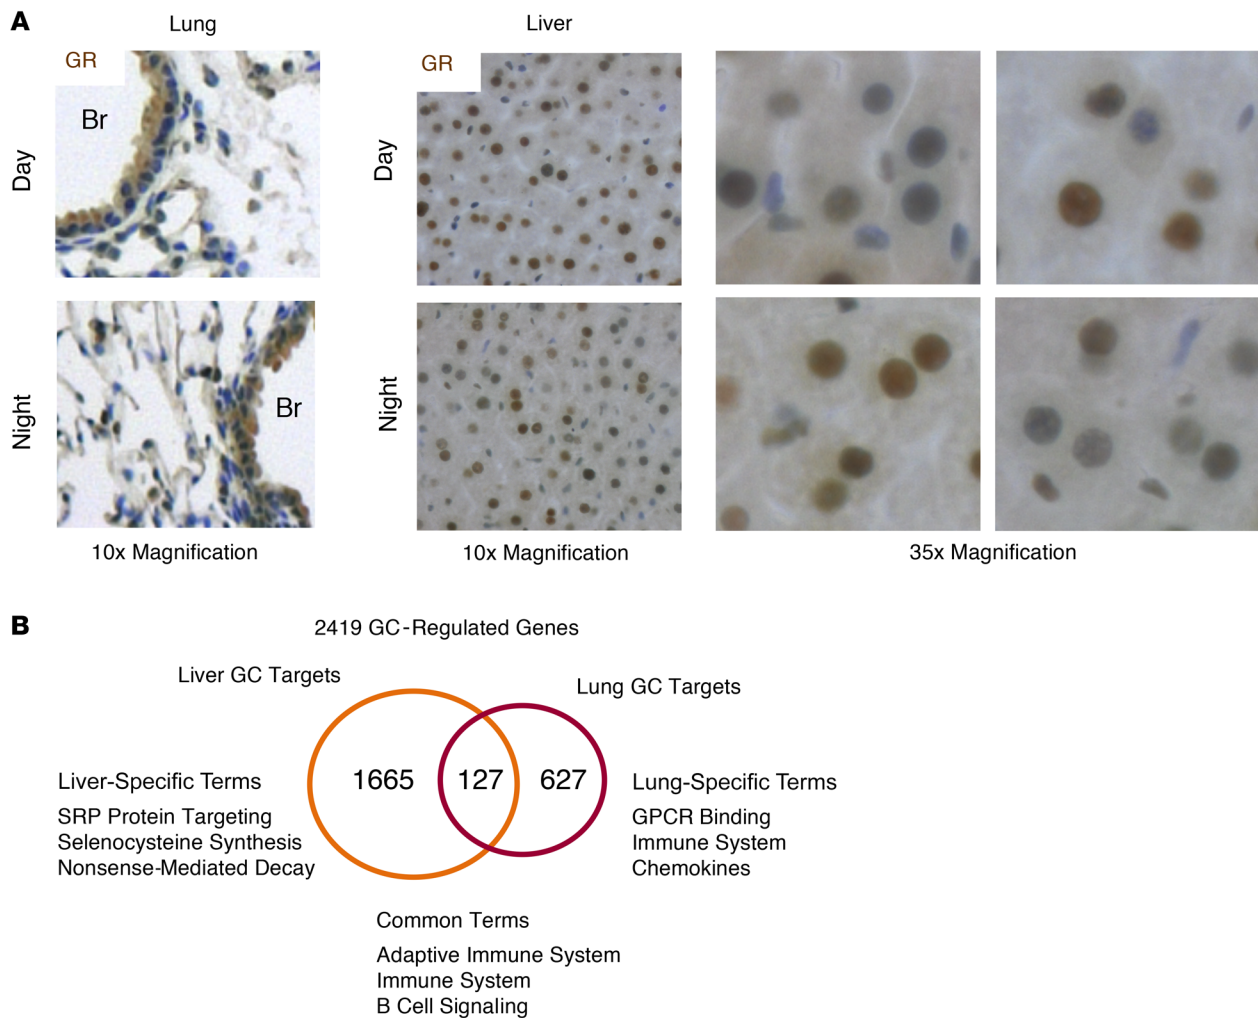 A
Lung
Liver
GR
Br
Day
GR
Day
Night
Br
Night
10x Magnification
10x Magnification
35x Magnification
B
2419 GC-Regulated Genes
Liver GC Targets
Lung GC Targets
1665
127
627
Liver-Specific Terms
SRP Protein Targeting
Selenocysteine Synthesis
Nonsense-Mediated Decay
Lung-Specific Terms
GPCR Binding
Immune System
Chemokines
Common Terms
Adaptive Immune System
Immune System
B Cell Signaling